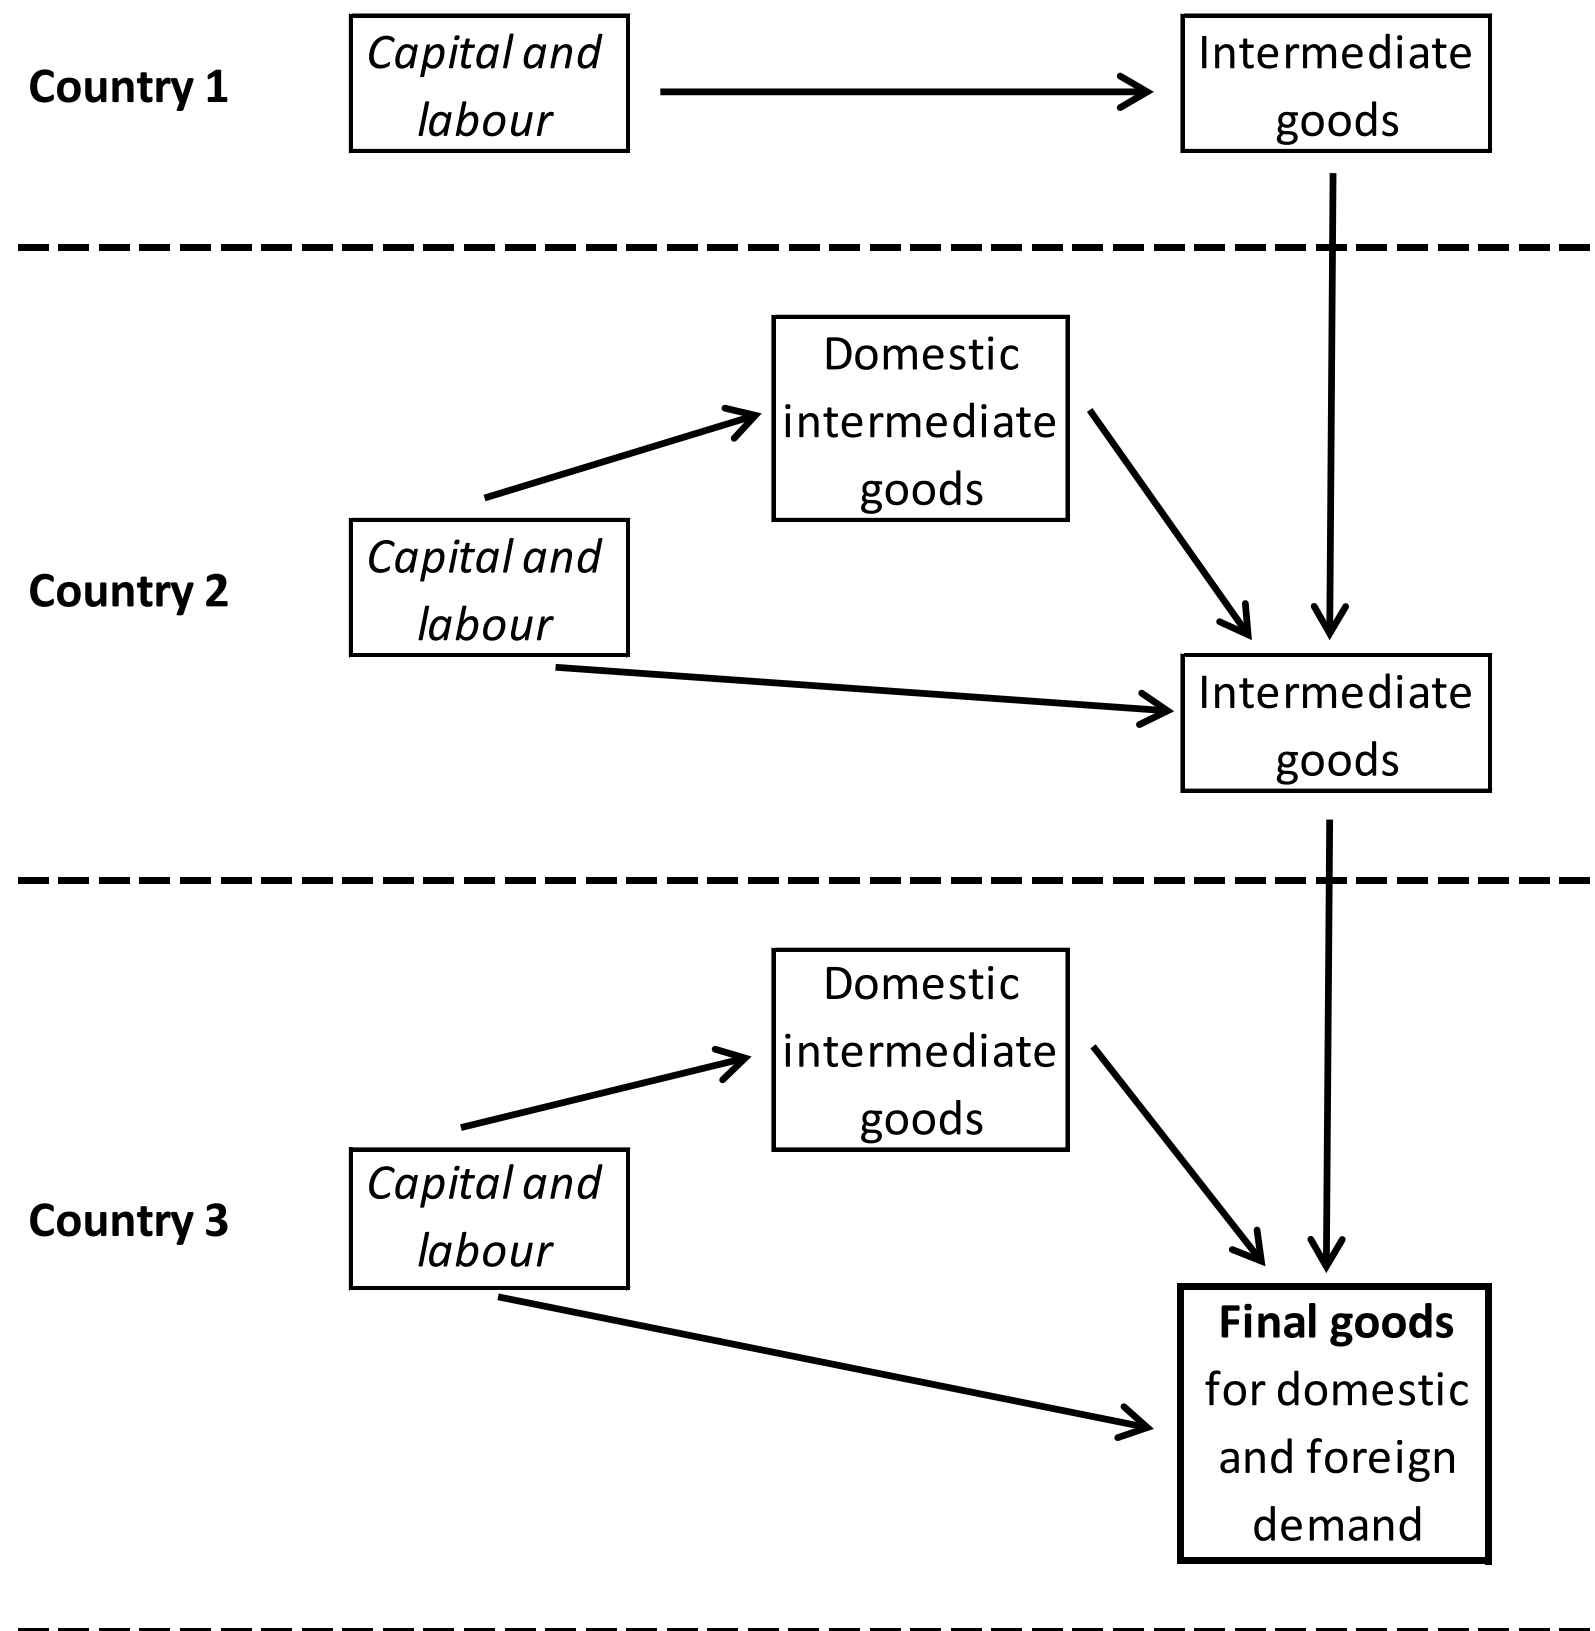 Country 1
Capital and
labour
Intermediate
goods
Domestic
intermediate
goods
Country 2
Capital and
labour
Intermediate
goods
Domestic
intermediate
goods
Country 3
Capital and
labour
Final goods
for domestic
and foreign
demand